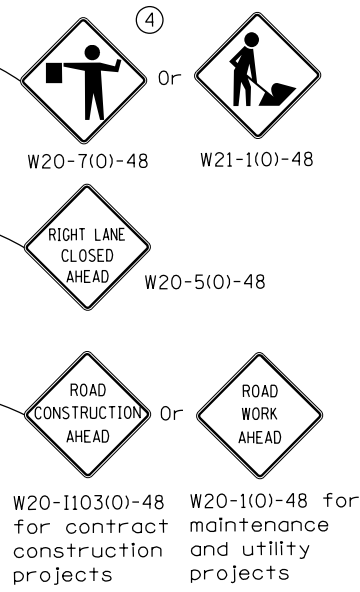 4
Or
W20-7(O)-48
W21-1(O)-48
RIGHT LANE
CLOSED
AHEAD
W20-5(O)-48
ROAD
CONSTRUCTION
AHEAD
Or
ROAD
WORK
AHEAD
W20-I103(O)-48
for contract
construction
projects
W20-1(O)-48 for
maintenance
and utility
projects